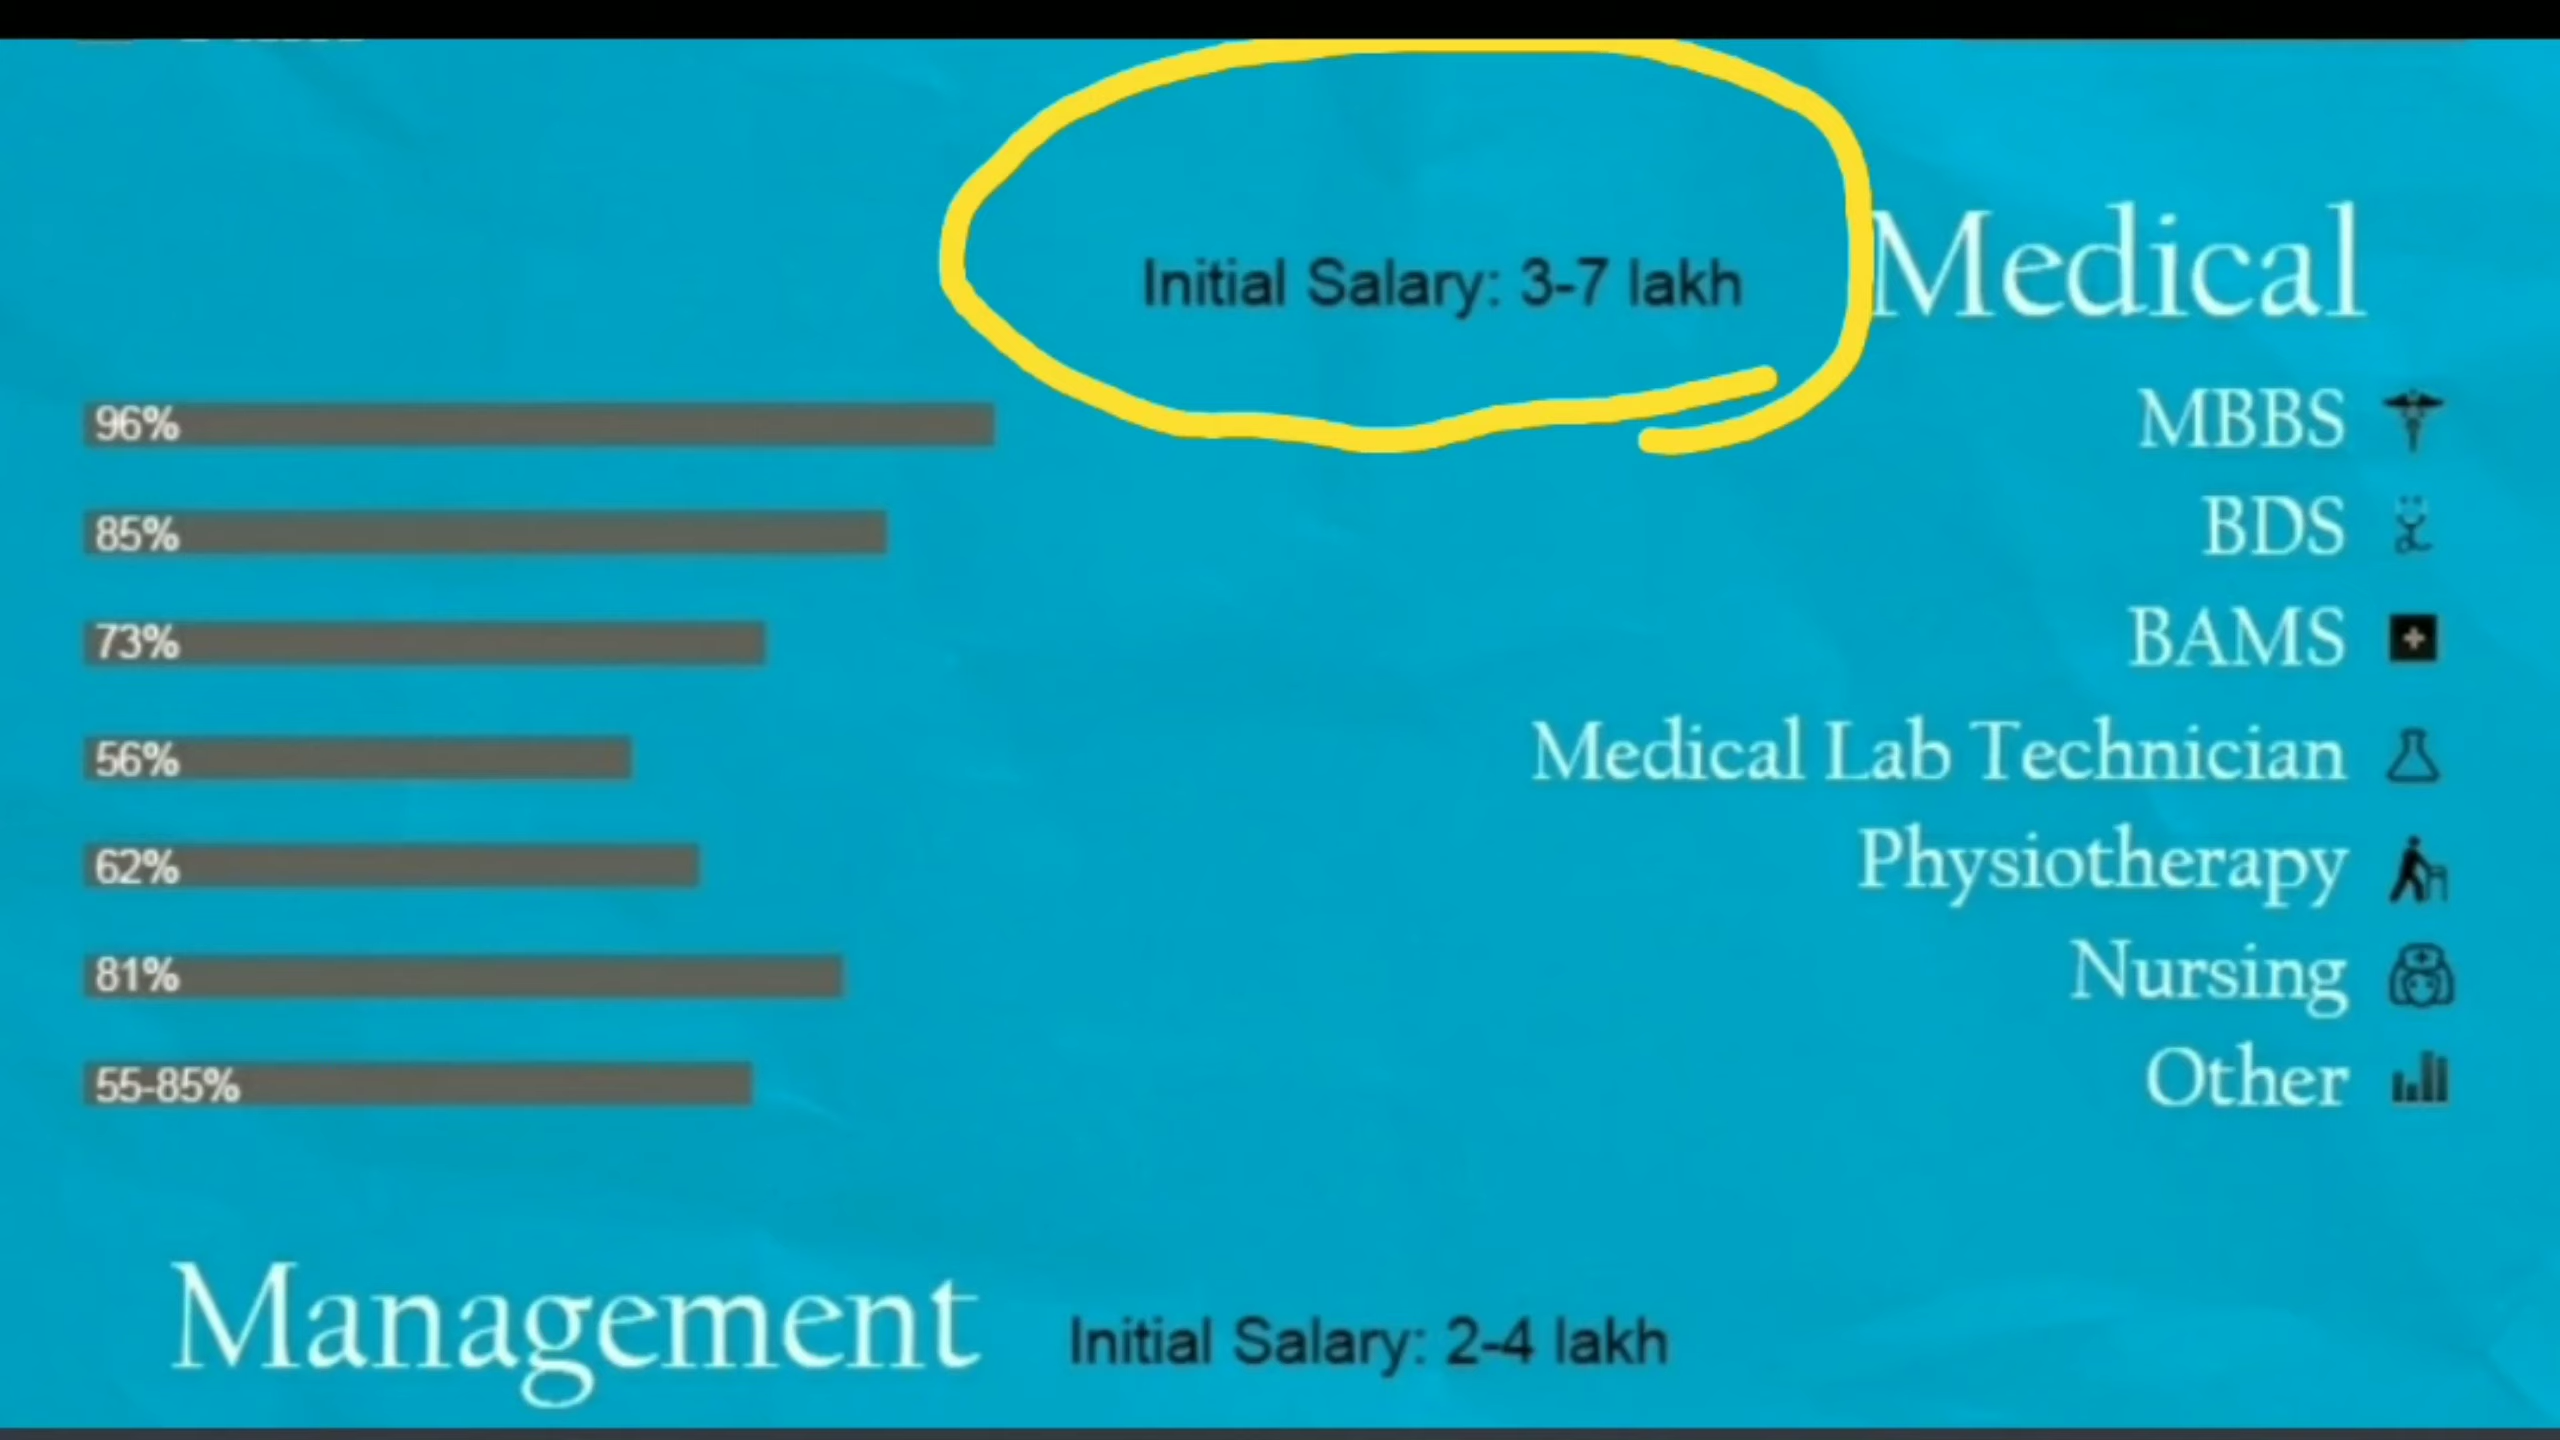 Initial Salary: 3-7 lakh Medical
96% MBBS
85% BDS
73% BAMS
56% Medical Lab Technician
62% Physiotherapy
81% Nursing
55-85% Other
Management Initial Salary: 2-4 lakh